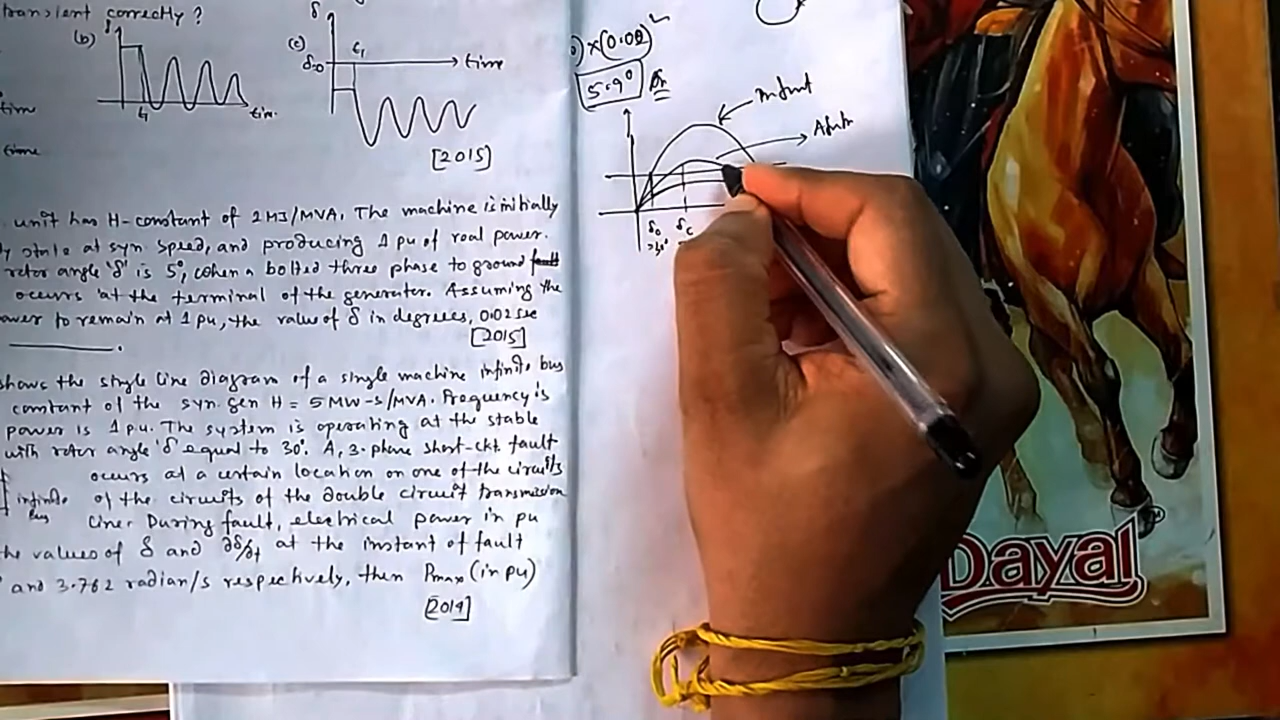 transient correctly?
(b)
t1
tim.
(c)
δ
δ0
t1
time
time
time
[2015]
unit has H-constant of 2MJ/MVA. The machine is initially
state at syn. speed, and producing 1 pu of real power.
rotor angle 'δ' is 5°, when a bolted three phase to ground fault
occurs at the terminal of the generator. Assuming the
power to remain at 1 pu, the value of δ in degrees, 0.02 sec
[2015]
shows the single line diagram of a single machine infinite bus
constant of the syn. gen H = 5 MW-s/MVA. Frequency is
power is 1 pu. The system is operating at the stable
with rotor angle 'δ' equal to 30°. A, 3-phase short-ckt. fault
occurs at a certain location on one of the circuits
infinite
Bus
of the circuits of the double circuit transmission
line. During fault, electrical power in pu
the values of δ and ∂δ/∂t at the instant of fault
and 3.762 radian/s respectively, then Pmax (in pu)
[2014]
) × (0.02)²
5.9°
δ0
δc
Dayal